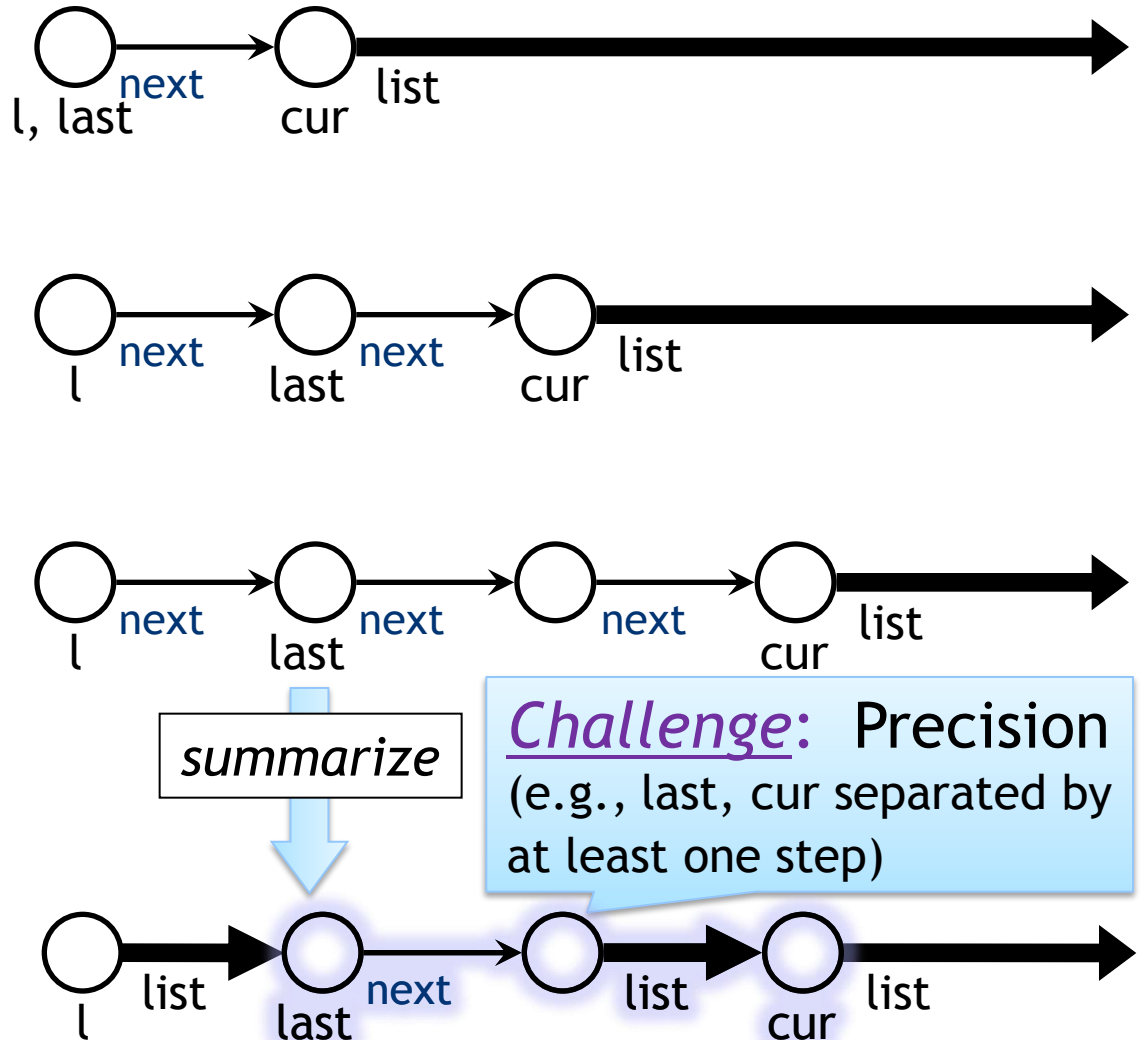 next
list
l, last
cur
next
next
list
l
last
cur
next
next
next
list
l
last
cur
summarize
Challenge: Precision
(e.g., last, cur separated by
at least one step)
list
next
list
list
l
last
cur